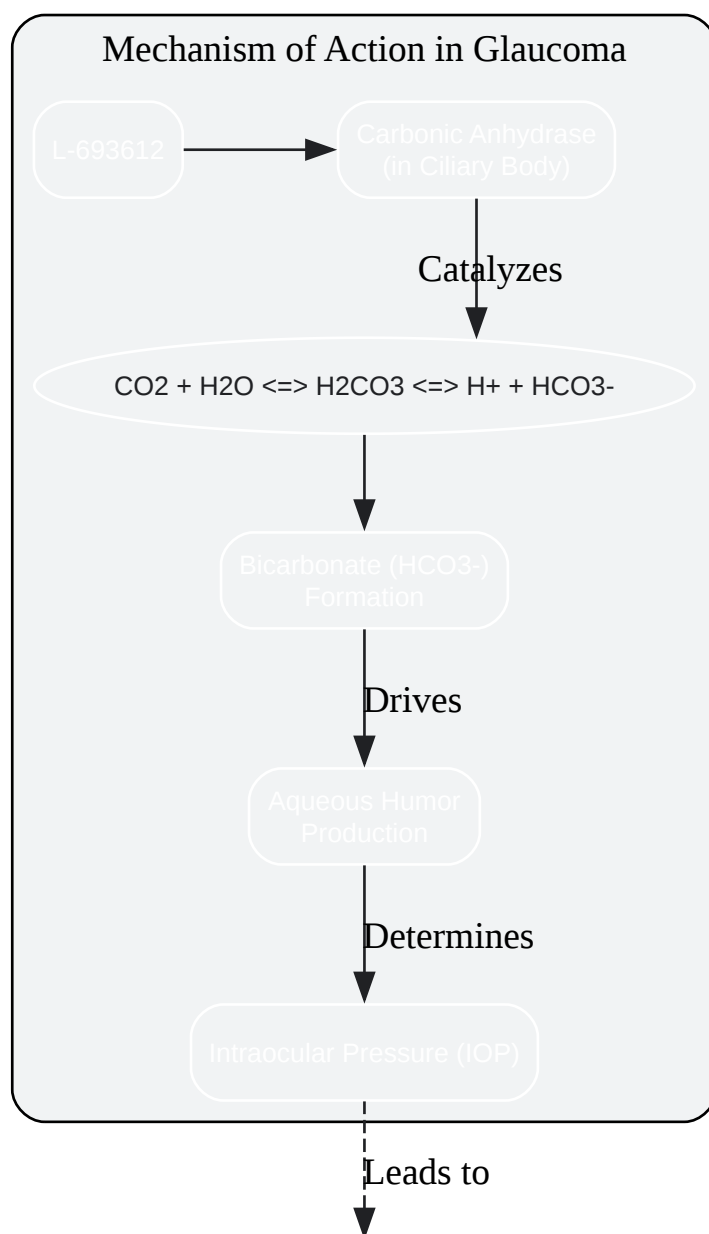 Mechanism of Action in Glaucoma
L-693612
Carbonic Anhydrase
(in Ciliary Body)
Catalyzes
CO2 + H2O <=> H2CO3 <=> H+ + HCO3-
Bicarbonate (HCO3-)
Formation
Drives
Aqueous Humor
Production
Determines
Intraocular Pressure (IOP)
Leads to